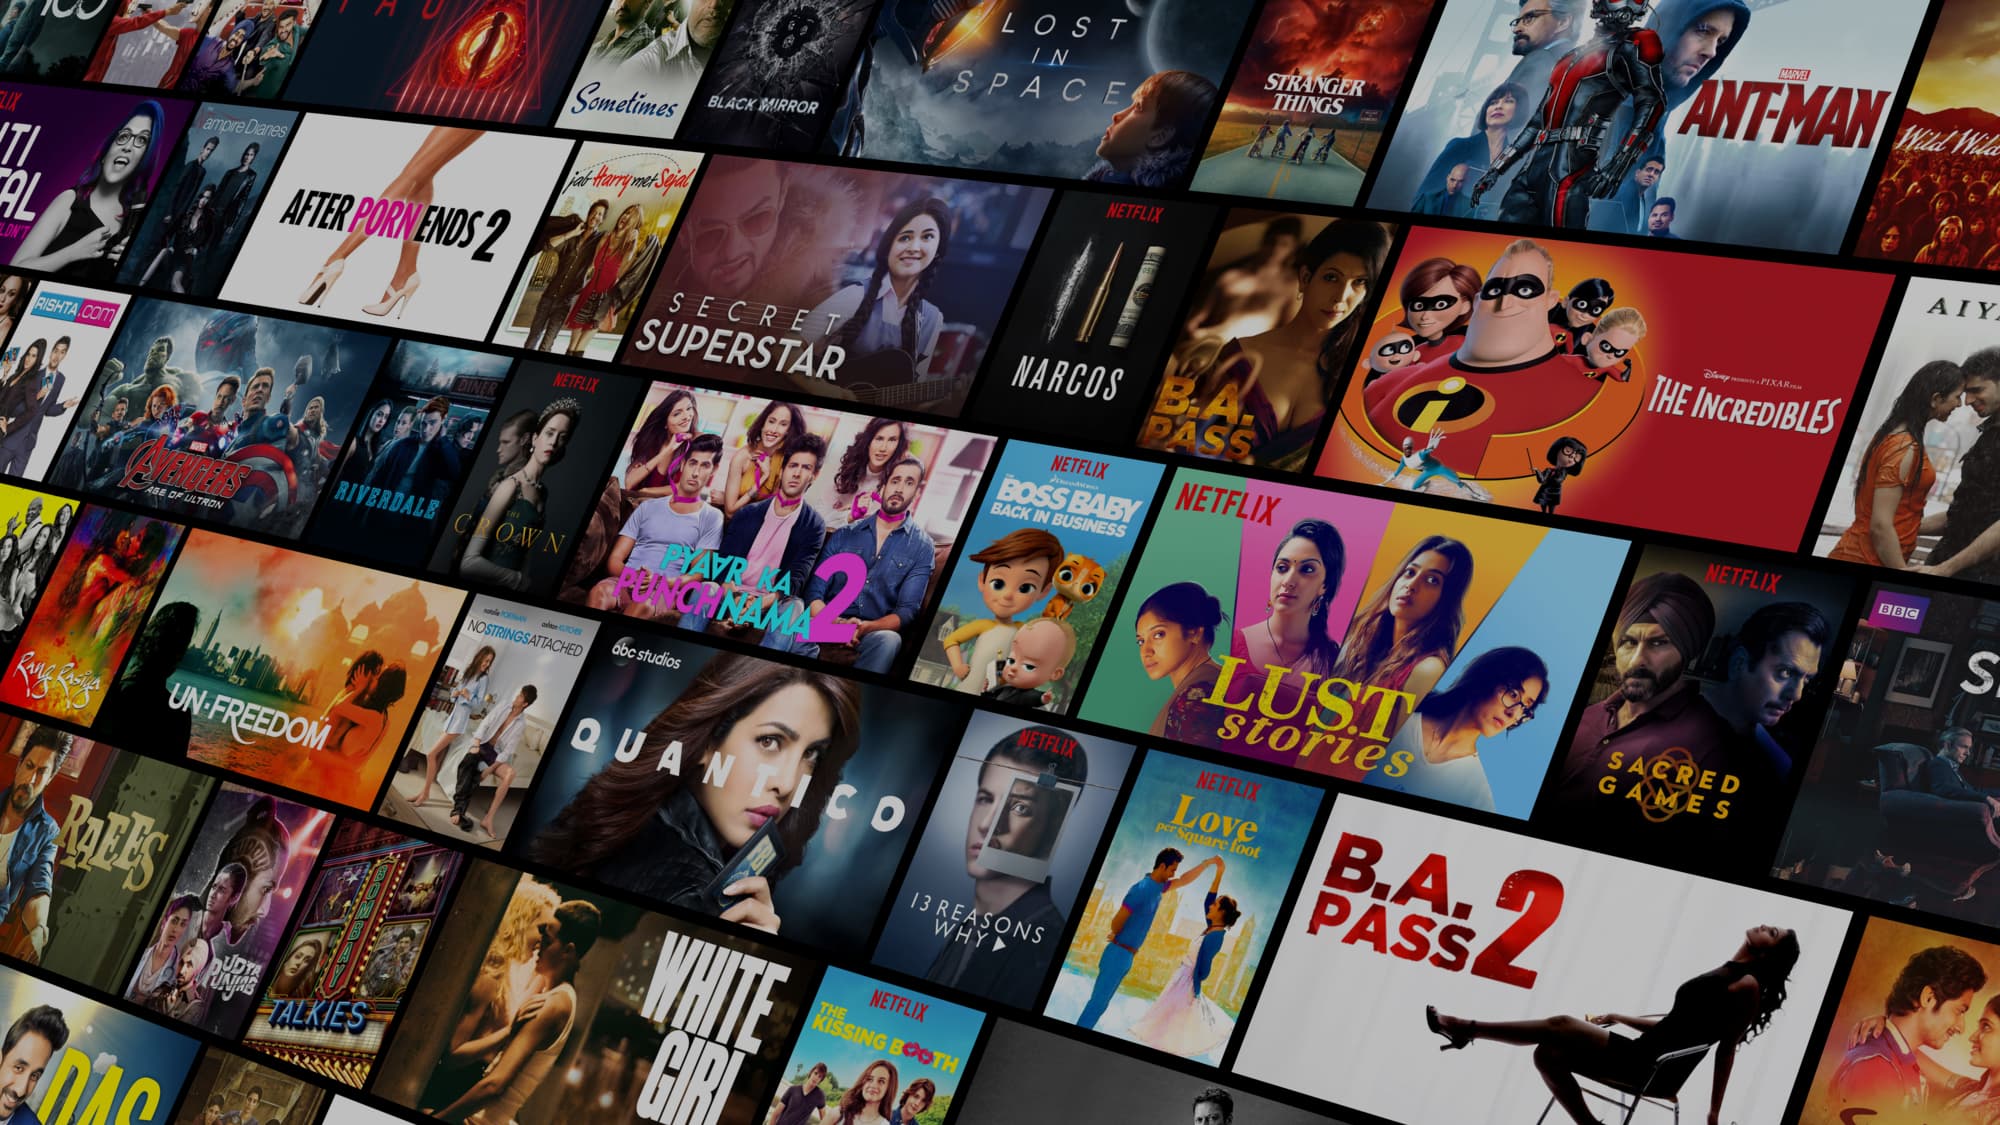 TAU
Sometimes
BLACK MIRROR
LOST
IN
SPACE
STRANGER
THINGS
MARVEL
ANT-MAN
Wild Wild
Vampire Diaries
AFTER PORN ENDS 2
jab Harry met Sejal
SECRET
SUPERSTAR
NETFLIX
NARCOS
B.A.
PASS
DISNEY PRESENTS A PIXAR FILM
THE INCREDIBLES
AIY
RISHTA.COM
MARVEL
AVENGERS
AGE OF ULTRON
DINER
RIVERDALE
NETFLIX
CROWN
PYAAR KA
PUNCHNAMA 2
NETFLIX
THE
BOSS BABY
BACK IN BUSINESS
NETFLIX
LUST
stories
NETFLIX
SACRED
GAMES
BBC
Rang Rasiya
UN·FREEDOM
natalie PORTMAN ashton KUTCHER
NOSTRINGSATTACHED
abc studios
QUANTICO
NETFLIX
13 REASONS
WHY
NETFLIX
Love
per Square foot
B.A.
PASS 2
RAEES
UDTA
PUNJAB
BOMBAY
TALKIES
WHITE
GIRL
NETFLIX
THE
KISSING BOOTH
DAS